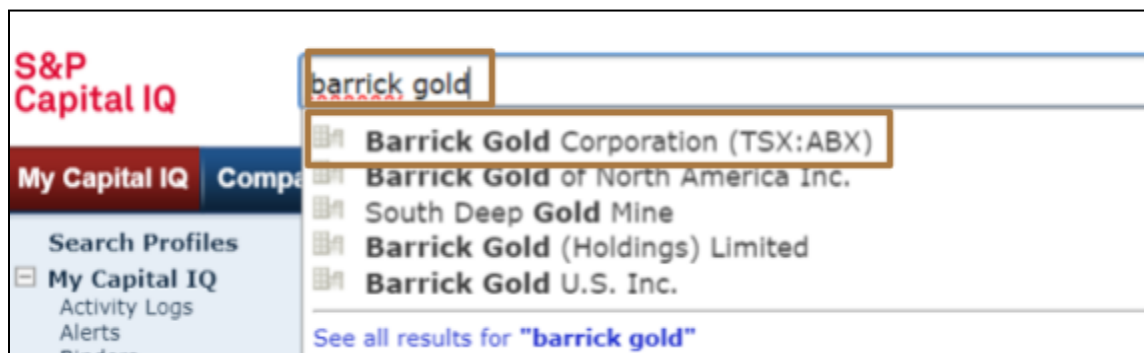 S&P
Capital IQ
barrick gold
Barrick Gold Corporation (TSX:ABX)
Barrick Gold of North America Inc.
South Deep Gold Mine
Barrick Gold (Holdings) Limited
Barrick Gold U.S. Inc.
See all results for "barrick gold"
My Capital IQ
Search Profiles
My Capital IQ
Activity Logs
Alerts